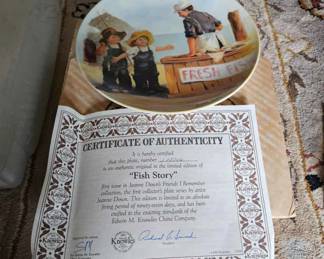 FRESH FISH
CERTIFICATE OF AUTHENTICITY
It is hereby certified
that this plate, number
is an authentic original in the limited edition of
"Fish Story"
first issue in Jeanne Down's Friends I Remember
collection, the first collector's plate series by artist
Jeanne Down. This edition is limited to an absolute
firing period of ninety-seven days, and has been
crafted to the exacting standards of the
Edwin M. Knowles China Company.
Knowles
President